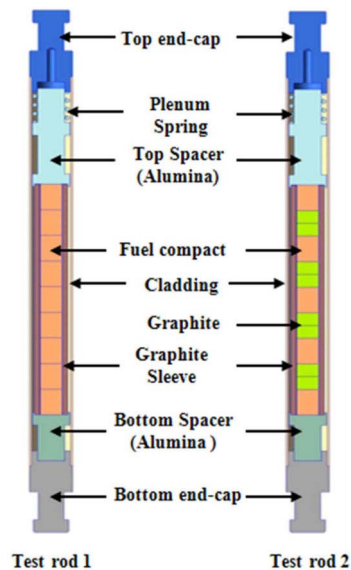 Top end-cap
Plenum
Spring
Top Spacer
(Alumina)
Fuel compact
Cladding
Graphite
Graphite
Sleeve
Bottom Spacer
(Alumina )
Bottom end-cap
Test rod 1
Test rod 2